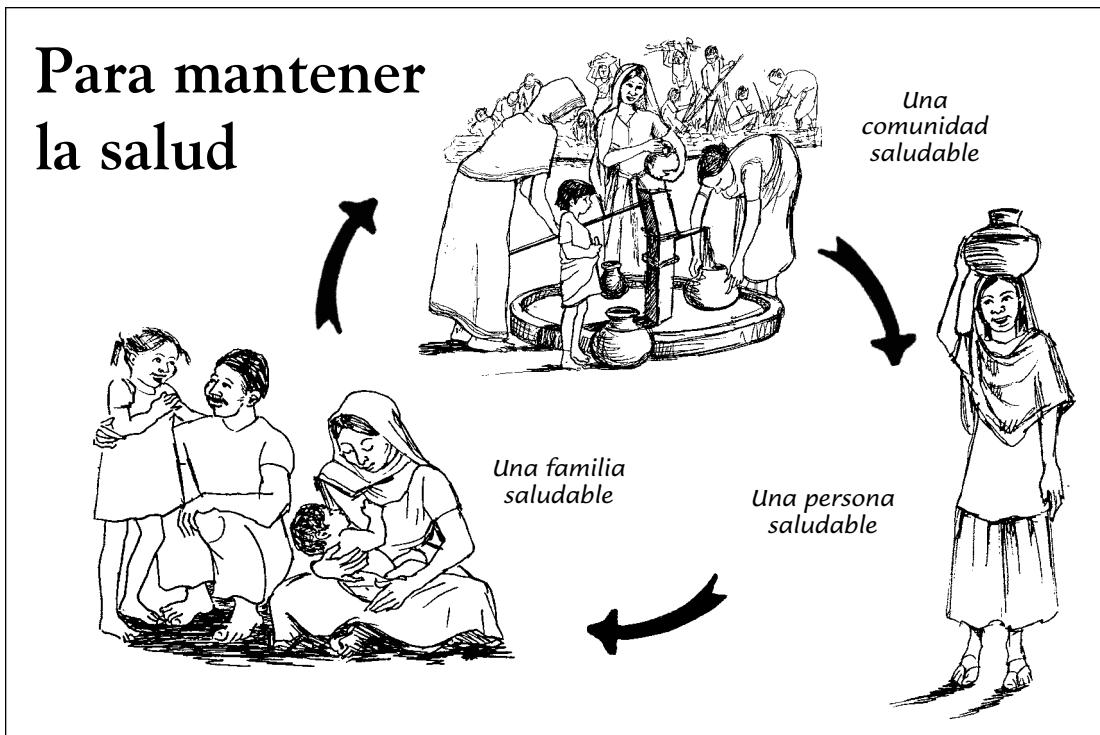 Para mantener
la salud
Una
comunidad
saludable
Una familia
saludable
Una persona
saludable